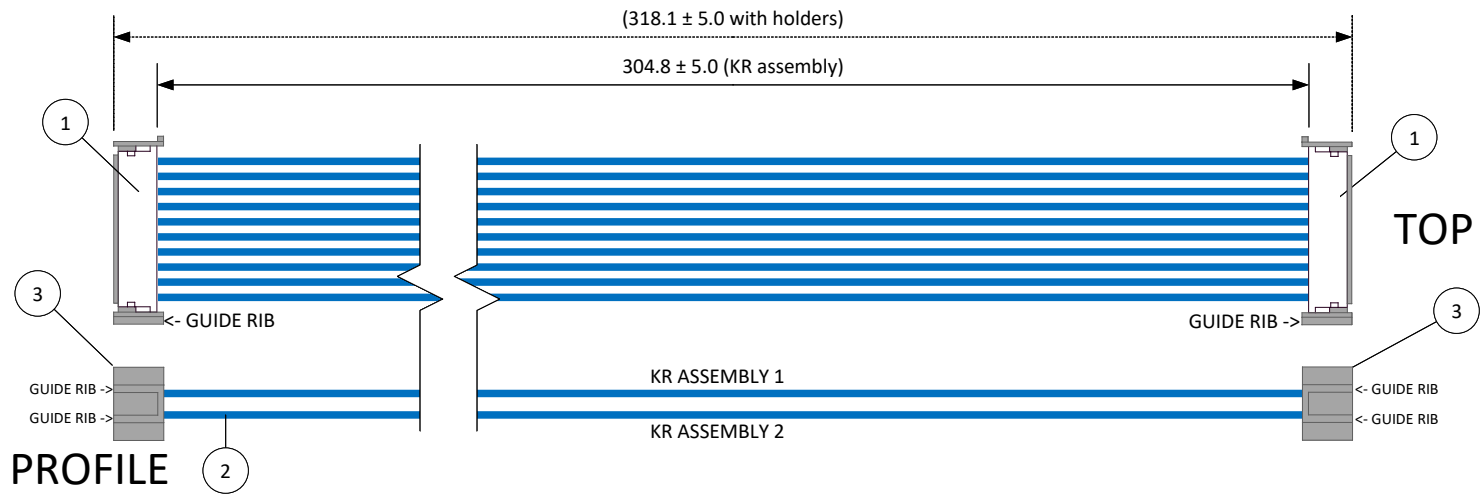 (318.1 ± 5.0 with holders)
304.8 ± 5.0 (KR assembly)
1
1
TOP
3
<- GUIDE RIB
GUIDE RIB ->
3
KR ASSEMBLY 1
GUIDE RIB ->
<- GUIDE RIB
GUIDE RIB ->
<- GUIDE RIB
KR ASSEMBLY 2
PROFILE
2